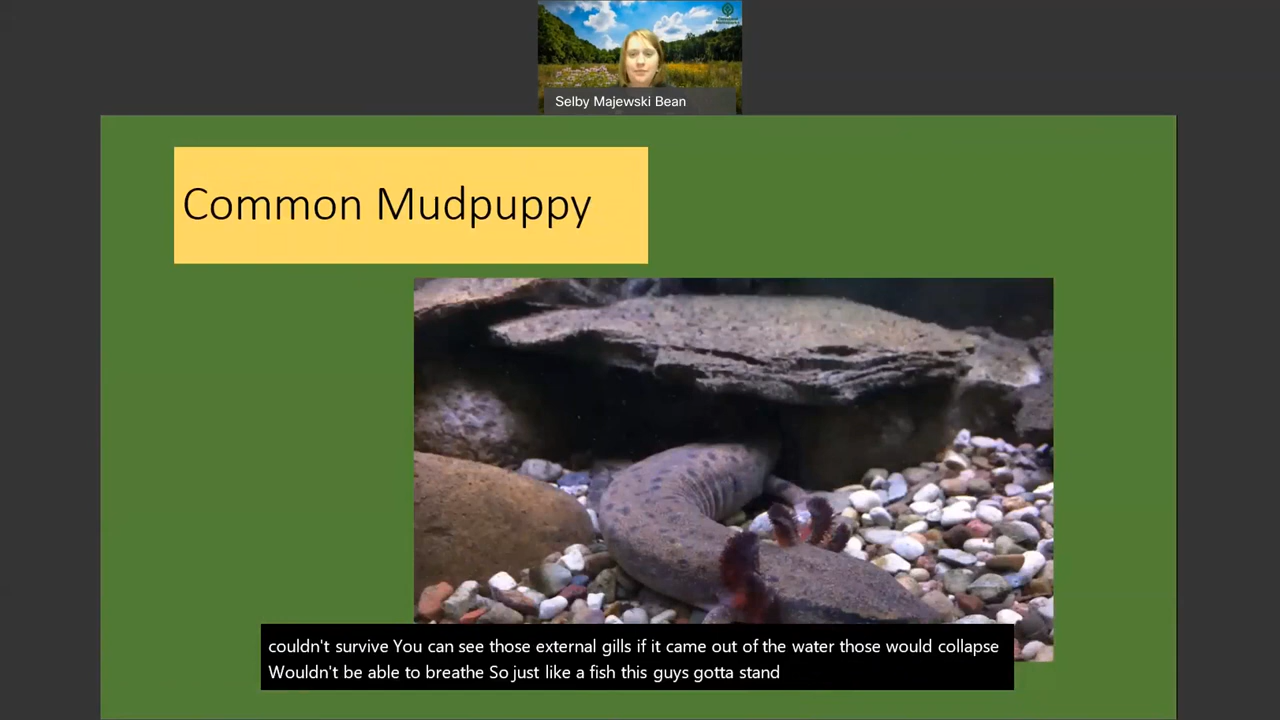 Selby Majewski Bean
Common Mudpuppy
couldn't survive You can see those external gills if it came out of the water those would collapse
Wouldn't be able to breathe So just like a fish this guys gotta stand